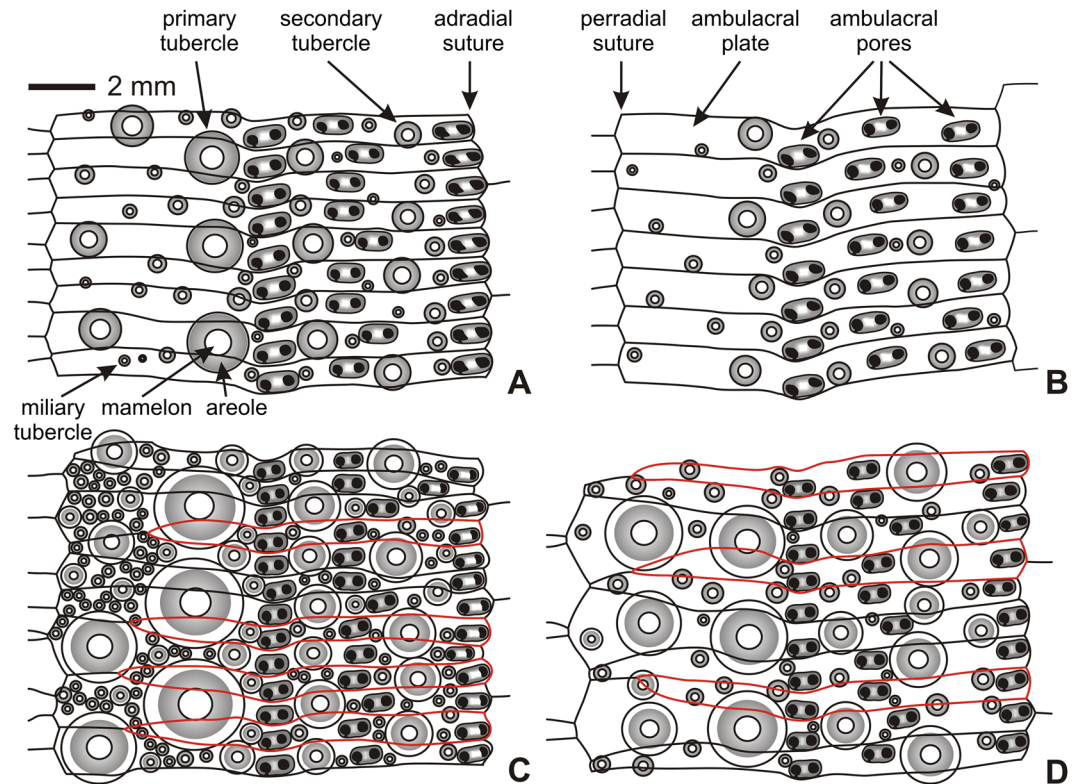 primary
tubercle
secondary
tubercle
adradial
suture
perradial
suture
ambulacral
plate
ambulacral
pores
2 mm
A
B
miliary
tubercle
mamelon
areole
C
D